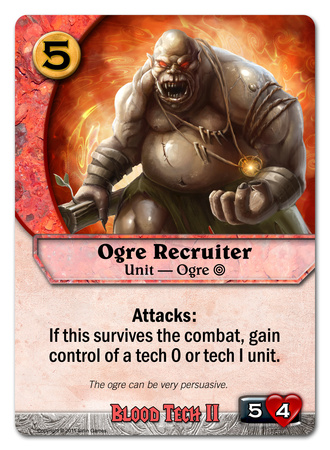 5
Ogre Recruiter
Unit — Ogre
Attacks:
If this survives the combat, gain
control of a tech 0 or tech I unit.
The ogre can be very persuasive.
Blood Tech II
5 4